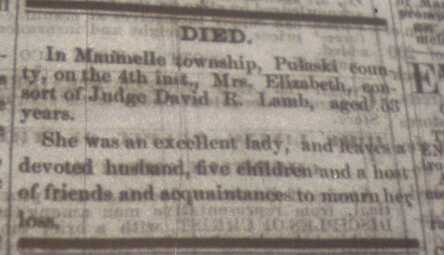 DIED.
In Maumelle township, Pulaski coun-
ty, on the 4th inst., Mrs. Elizabeth, con-
sort of Judge David R. Lamb, aged 53
years.
She was an excellent lady, and leaves a
devoted husband, five children and a host
of friends and acquaintances to mourn her
loss.